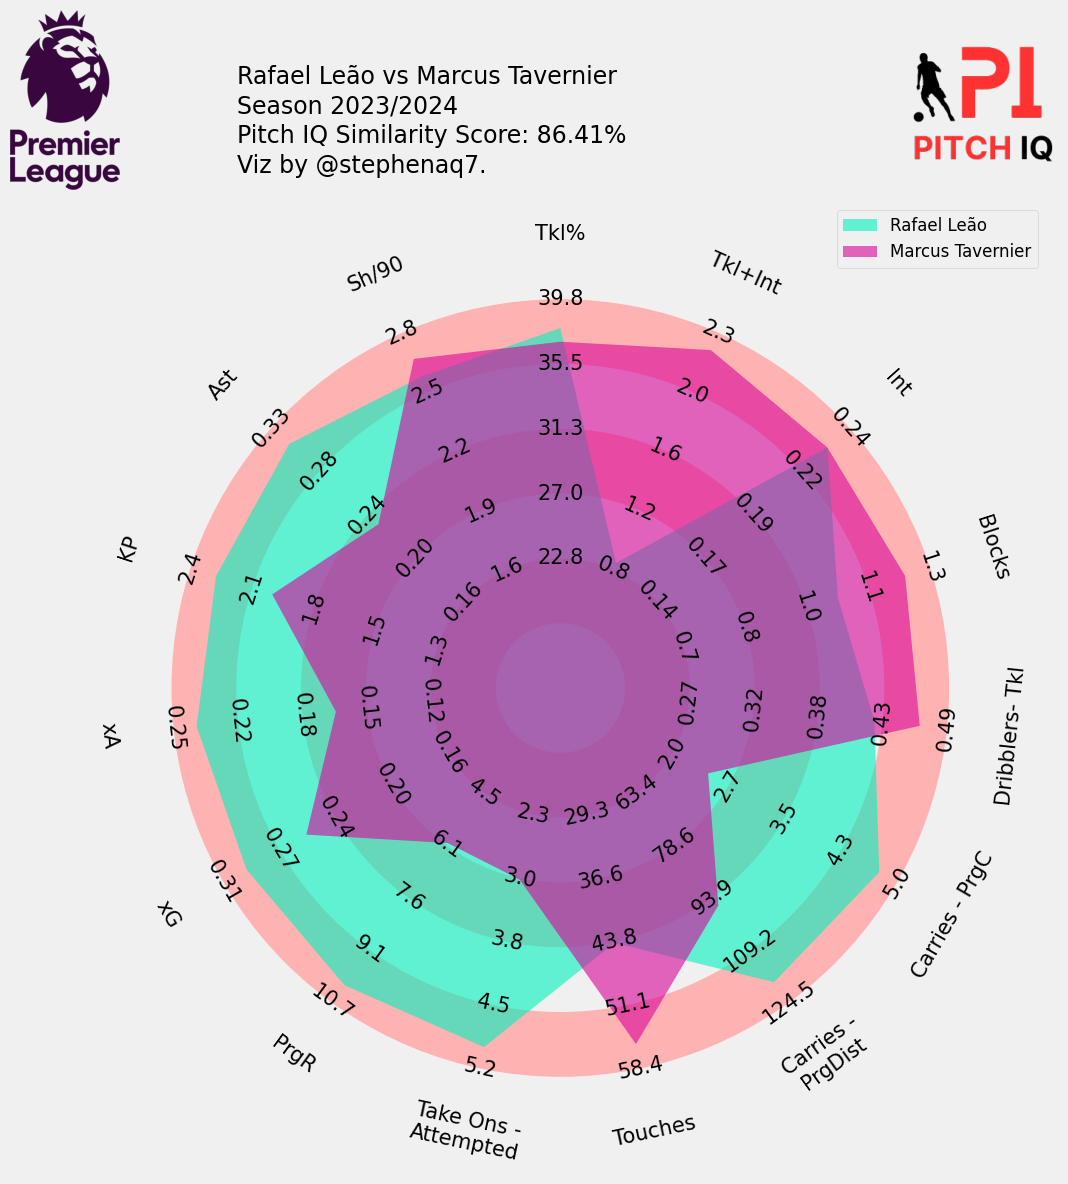 Premier
League
Rafael Leão vs Marcus Tavernier
Season 2023/2024
Pitch IQ Similarity Score: 86.41%
Viz by @stephenaq7.
PI
PITCH IQ
Rafael Leão
Marcus Tavernier
Tkl%
39.8
35.5
31.3
27.0
22.8
Tkl+Int
2.3
2.0
1.6
1.2
0.8
Int
0.24
0.22
0.19
0.17
0.14
Blocks
1.3
1.1
1.0
0.8
0.7
Dribblers- Tkl
0.49
0.43
0.38
0.32
0.27
Carries - PrgC
5.0
4.3
3.5
2.7
2.0
Carries -
PrgDist
124.5
109.2
93.9
78.6
63.4
Touches
58.4
51.1
43.8
36.6
29.3
Take Ons -
Attempted
5.2
4.5
3.8
3.0
2.3
PrgR
10.7
9.1
7.6
6.1
4.5
xG
0.31
0.27
0.24
0.20
0.16
xA
0.25
0.22
0.18
0.15
0.12
KP
2.4
2.1
1.8
1.5
1.3
Ast
0.33
0.28
0.24
0.20
0.16
Sh/90
2.8
2.5
2.2
1.9
1.6